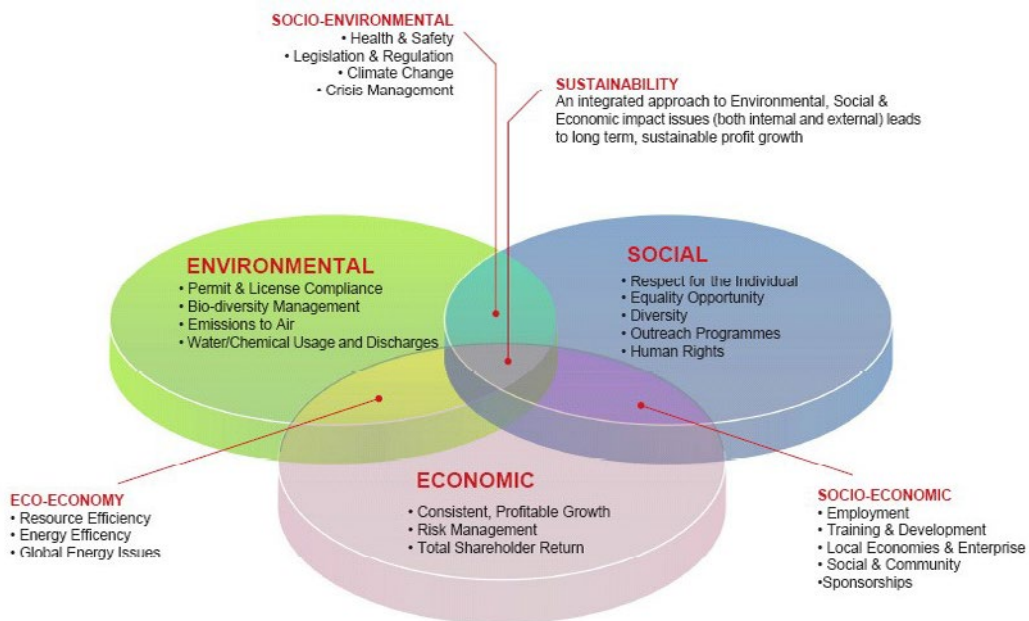 SOCIO-ENVIRONMENTAL
• Health & Safety
• Legislation & Regulation
• Climate Change
• Crisis Management
SUSTAINABILITY
An integrated approach to Environmental, Social &
Economic impact issues (both internal and external) leads
to long term, sustainable profit growth
ENVIRONMENTAL
• Permit & License Compliance
• Bio-diversity Management
• Emissions to Air
• Water/Chemical Usage and Discharges
SOCIAL
• Respect for the Individual
• Equality Opportunity
• Diversity
• Outreach Programmes
• Human Rights
ECO-ECONOMY
• Resource Efficiency
• Energy Efficency
• Global Energy Issues
ECONOMIC
• Consistent, Profitable Growth
• Risk Management
• Total Shareholder Return
SOCIO-ECONOMIC
• Employment
• Training & Development
• Local Economies & Enterprise
• Social & Community
•Sponsorships